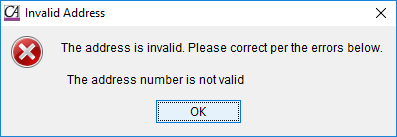 CA Invalid Address
The address is invalid. Please correct per the errors below.
The address number is not valid
OK